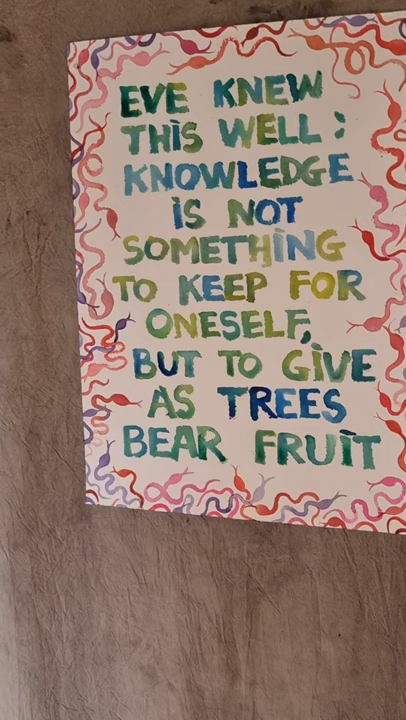 EVE KNEW
THIS WELL:
KNOWLEDGE
IS NOT
SOMETHING
TO KEEP FOR
ONESELF,
BUT TO GIVE
AS TREES
BEAR FRUIT